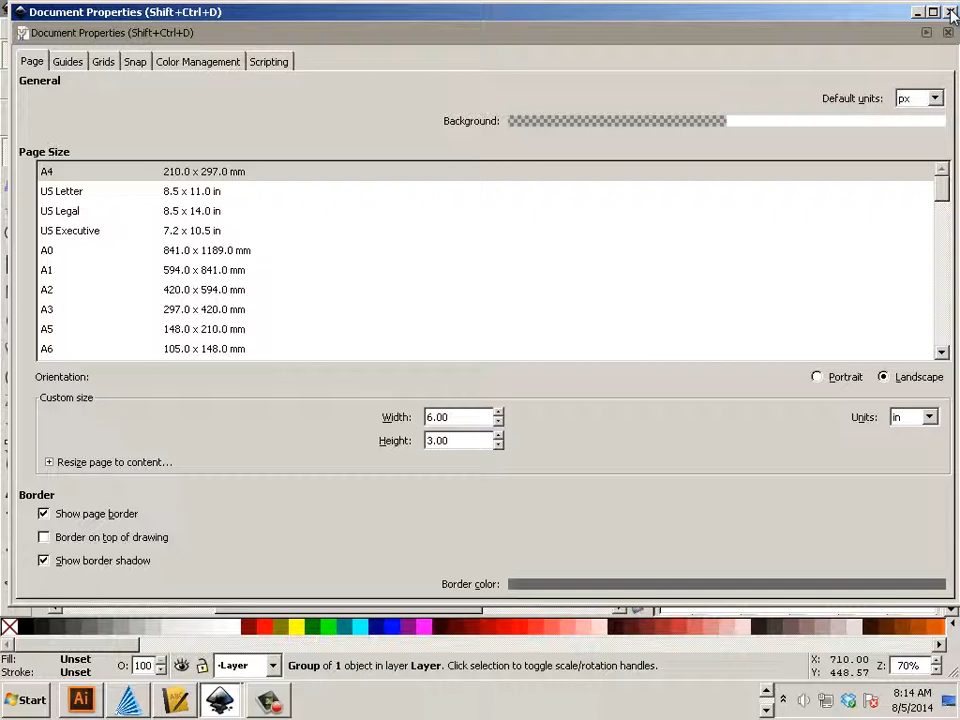 Document Properties (Shift+Ctrl+D)
Document Properties (Shift+Ctrl+D)
Page Guides Grids Snap Color Management Scripting
General
Default units: px
Background:
Page Size
A4 210.0 x 297.0 mm
US Letter 8.5 x 11.0 in
US Legal 8.5 x 14.0 in
US Executive 7.2 x 10.5 in
A0 841.0 x 1189.0 mm
A1 594.0 x 841.0 mm
A2 420.0 x 594.0 mm
A3 297.0 x 420.0 mm
A5 148.0 x 210.0 mm
A6 105.0 x 148.0 mm
Orientation: Portrait Landscape
Custom size
Width: 6.00 Units: in
Height: 3.00
Resize page to content...
Border
Show page border
Border on top of drawing
Show border shadow
Border color:
Fill: Unset O: 100 Layer Group of 1 object in layer Layer. Click selection to toggle scale/rotation handles. X: 710.00 Z: 70%
Stroke: Unset Y: 448.57
Start Ai 8:14 AM
8/5/2014